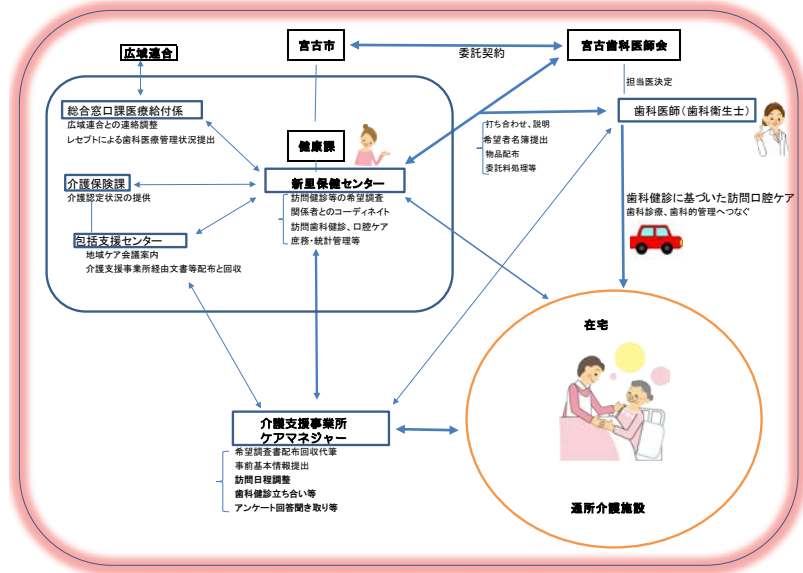 広域連合
宮古市
委託契約
宮古歯科医師会
担当医決定
総合窓口課医療給付係
広域連合との連絡調整
レセプトによる歯科医療管理状況提出
歯科医師（歯科衛生士）
打ち合わせ、説明
希望者名簿提出
物品配布
委託料処理等
健康課
介護保険課
介護認定状況の提供
新里保健センター
訪問健診等の希望調査
関係者とのコーディネイト
訪問歯科健診、口腔ケア
庶務・統計管理等
歯科健診に基づいた訪問口腔ケア
歯科診療、歯科的管理へつなぐ
包括支援センター
地域ケア会議案内
介護支援事業所経由文書等配布と回収
在宅
介護支援事業所
ケアマネジャー
希望調査書配布回収代筆
事前基本情報提出
訪問日程調整
歯科健診立ち合い等
アンケート回答聞き取り等
通所介護施設